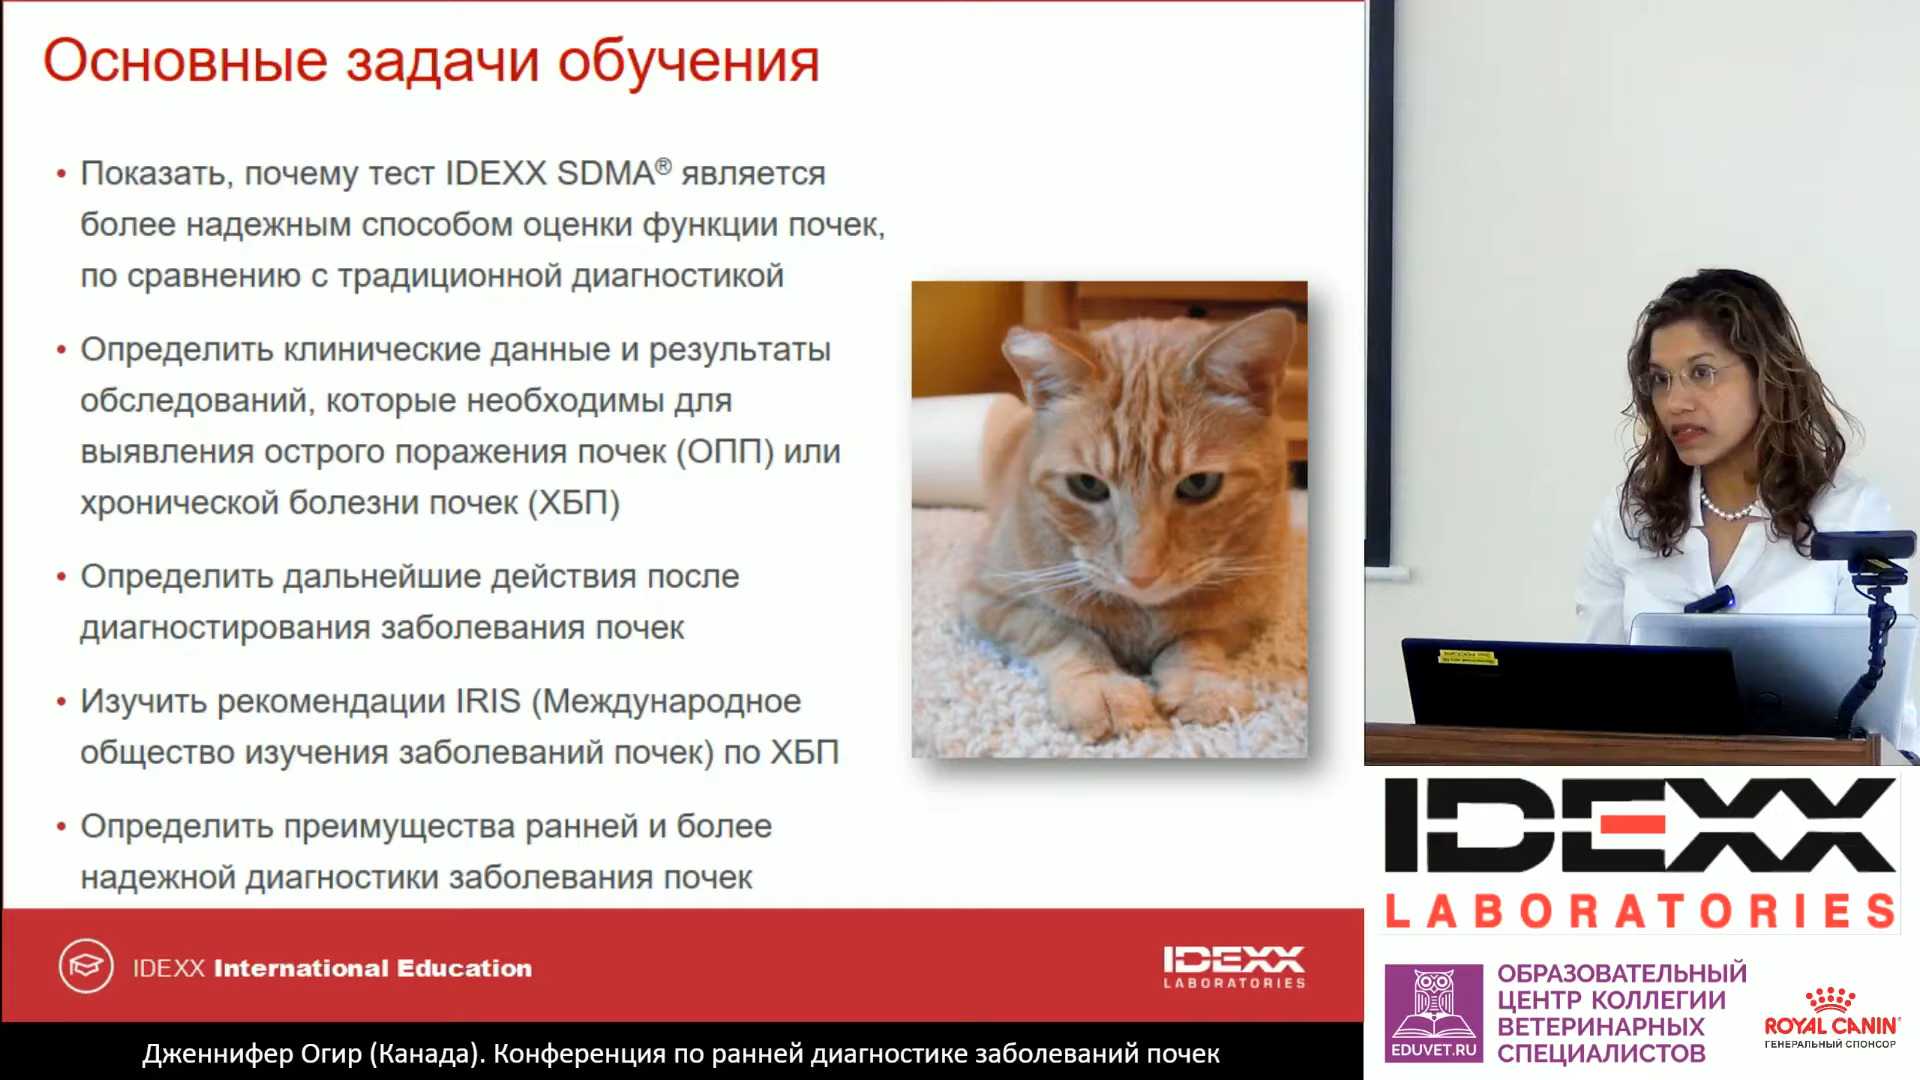 Основные задачи обучения
• Показать, почему тест IDEXX SDMA® является
более надежным способом оценки функции почек,
по сравнению с традиционной диагностикой
• Определить клинические данные и результаты
обследований, которые необходимы для
выявления острого поражения почек (ОПП) или
хронической болезни почек (ХБП)
• Определить дальнейшие действия после
диагностирования заболевания почек
• Изучить рекомендации IRIS (Международное
общество изучения заболеваний почек) по ХБП
• Определить преимущества ранней и более
надежной диагностики заболевания почек
IDEXX International Education
IDEXX
LABORATORIES
Дженнифер Огир (Канада). Конференция по ранней диагностике заболеваний почек
IDEXX
LABORATORIES
EDUVET.RU
ОБРАЗОВАТЕЛЬНЫЙ
ЦЕНТР КОЛЛЕГИИ
ВЕТЕРИНАРНЫХ
СПЕЦИАЛИСТОВ
ROYAL CANIN
ГЕНЕРАЛЬНЫЙ СПОНСОР